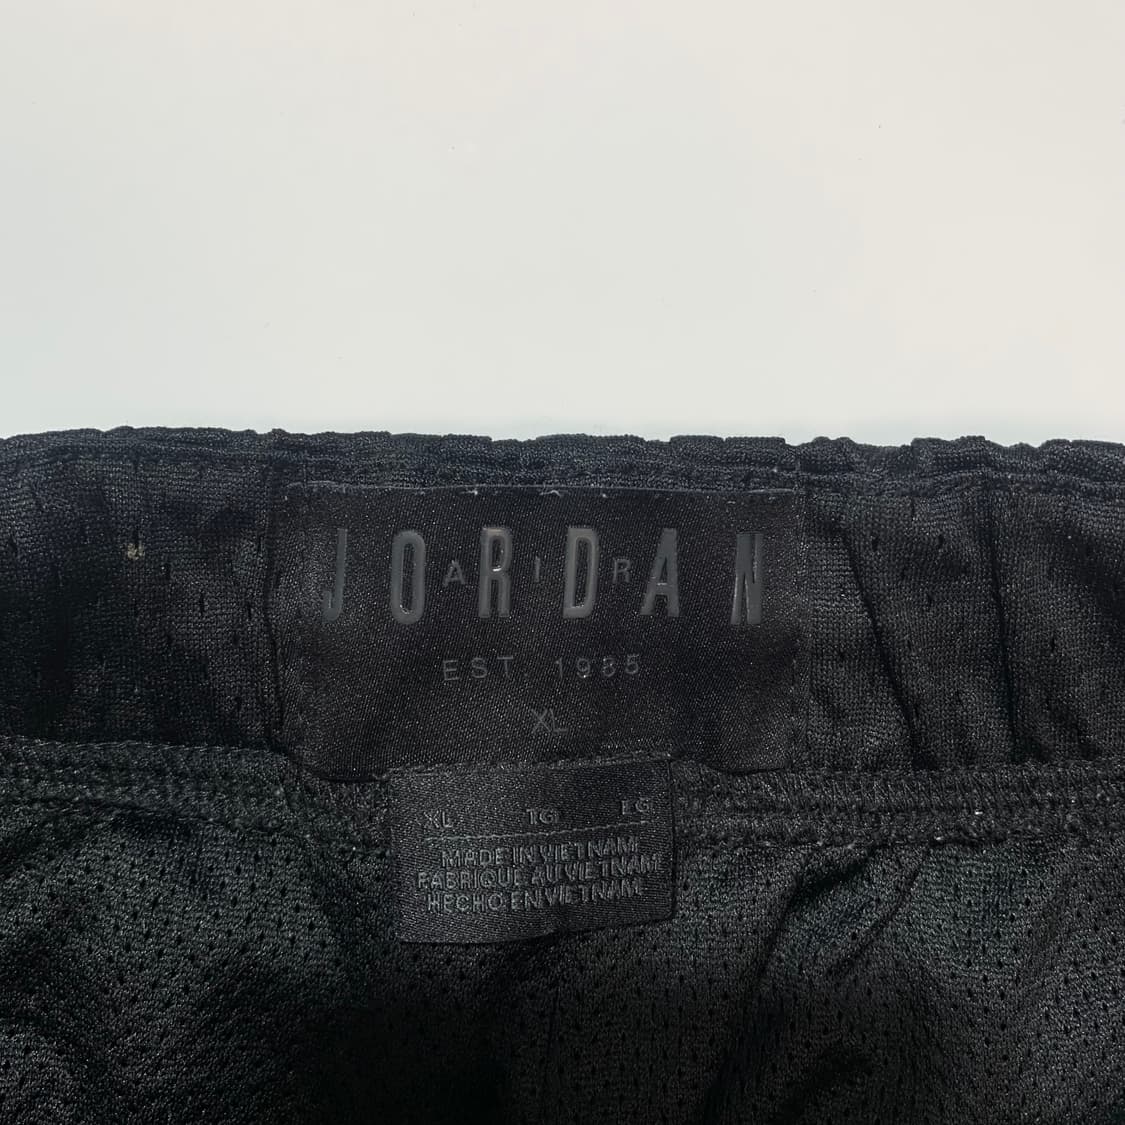 JORDAN
AIR
EST. 1985
XL
XL TG EG
MADE IN VIETNAM
FABRIQUE AU VIETNAM
HECHO EN VIETNAM